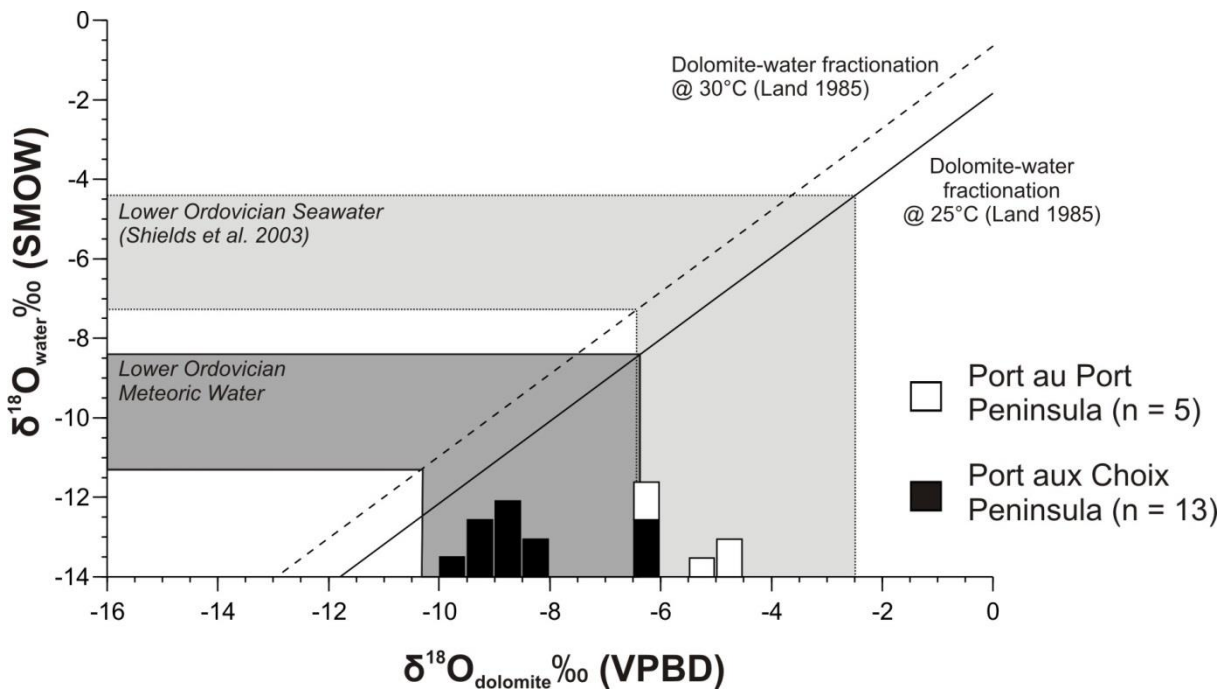 0
-2
-4
-6
-8
-10
-12
-14
δ18Owater‰ (SMOW)
Dolomite-water fractionation
@ 30°C (Land 1985)
Dolomite-water
fractionation
@ 25°C (Land 1985)
Lower Ordovician Seawater
(Shields et al. 2003)
Lower Ordovician
Meteoric Water
Port au Port
Peninsula (n = 5)
Port aux Choix
Peninsula (n = 13)
-16
-14
-12
-10
-8
-6
-4
-2
0
δ18Odolomite‰ (VPBD)